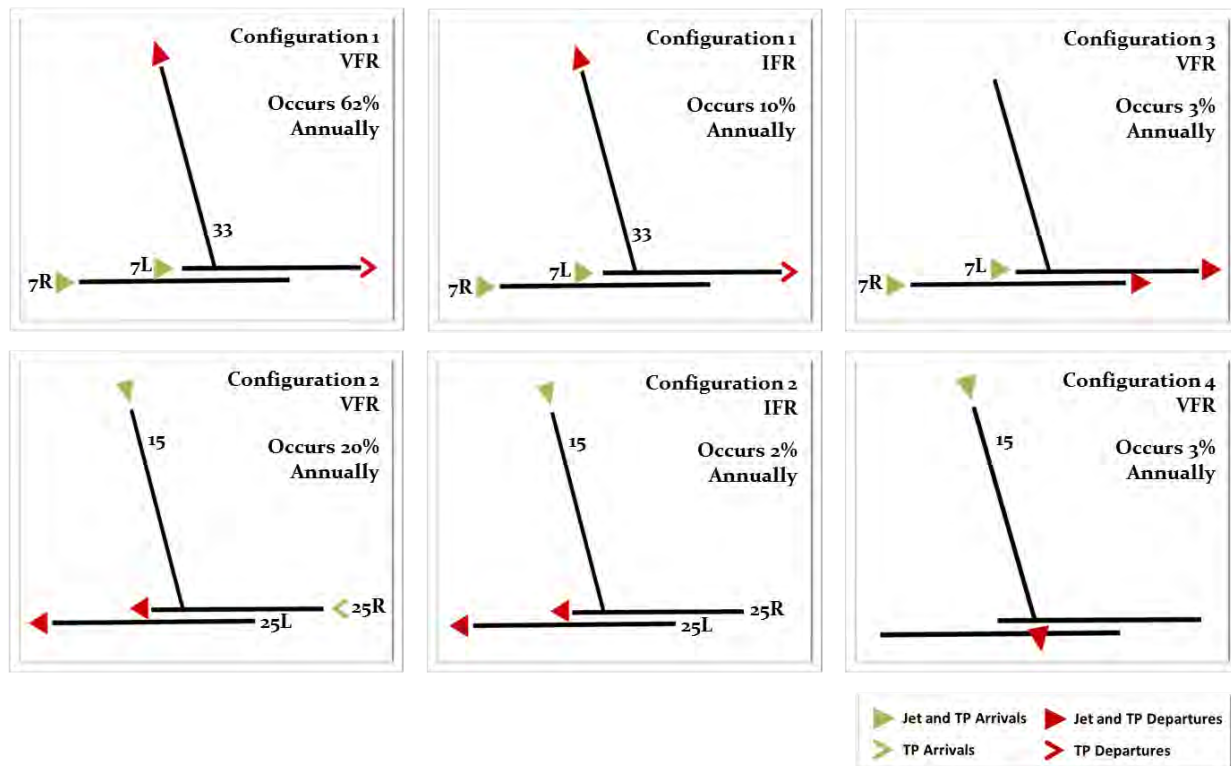 Configuration 1
VFR
Occurs 62%
Annually
33
7L
7R
Configuration 1
IFR
Occurs 10%
Annually
33
7L
7R
Configuration 3
VFR
Occurs 3%
Annually
7L
7R
Configuration 2
VFR
Occurs 20%
Annually
15
25R
25L
Configuration 2
IFR
Occurs 2%
Annually
15
25R
25L
Configuration 4
VFR
Occurs 3%
Annually
15
Jet and TP Arrivals
Jet and TP Departures
TP Arrivals
TP Departures